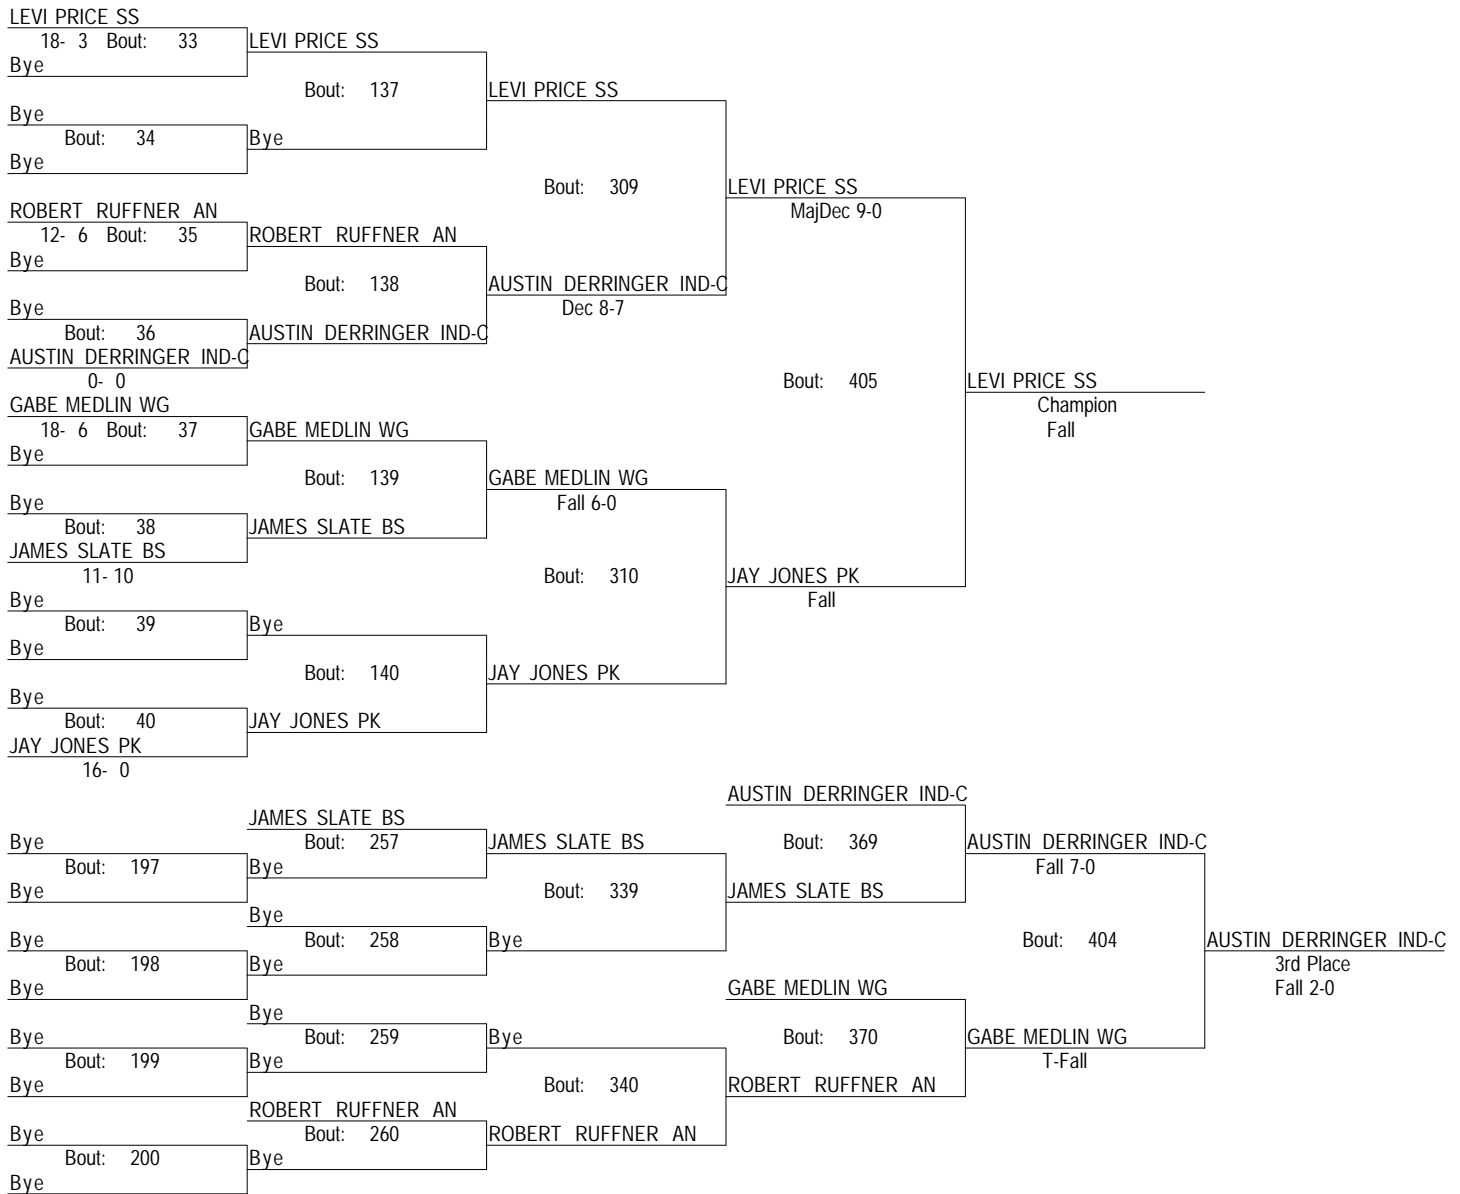 LEVI PRICE SS
18- 3 Bout: 33 LEVI PRICE SS
Bye
Bout: 137 LEVI PRICE SS
Bye
Bout: 34 Bye
Bye
Bout: 309 LEVI PRICE SS
MajDec 9-0
ROBERT RUFFNER AN
12- 6 Bout: 35 ROBERT RUFFNER AN
Bye
Bout: 138 AUSTIN DERRINGER IND-C
Dec 8-7
Bye
Bout: 36 AUSTIN DERRINGER IND-C
AUSTIN DERRINGER IND-C
0- 0
Bout: 405 LEVI PRICE SS
Champion
Fall
GABE MEDLIN WG
18- 6 Bout: 37 GABE MEDLIN WG
Bye
Bout: 139 GABE MEDLIN WG
Fall 6-0
Bye
Bout: 38 JAMES SLATE BS
JAMES SLATE BS
11- 10
Bout: 310 JAY JONES PK
Fall
Bye
Bout: 39 Bye
Bye
Bout: 140 JAY JONES PK
Bye
Bout: 40 JAY JONES PK
JAY JONES PK
16- 0
AUSTIN DERRINGER IND-C
JAMES SLATE BS
Bye Bout: 257 JAMES SLATE BS Bout: 369 AUSTIN DERRINGER IND-C
Bout: 197 Bye Fall 7-0
Bye Bout: 339 JAMES SLATE BS
Bye
Bye Bout: 258 Bye Bout: 404 AUSTIN DERRINGER IND-C
Bout: 198 Bye 3rd Place
Bye GABE MEDLIN WG Fall 2-0
Bye
Bye Bout: 259 Bye Bout: 370 GABE MEDLIN WG
Bout: 199 Bye T-Fall
Bye Bout: 340 ROBERT RUFFNER AN
ROBERT RUFFNER AN
Bye Bout: 260 ROBERT RUFFNER AN
Bout: 200 Bye
Bye